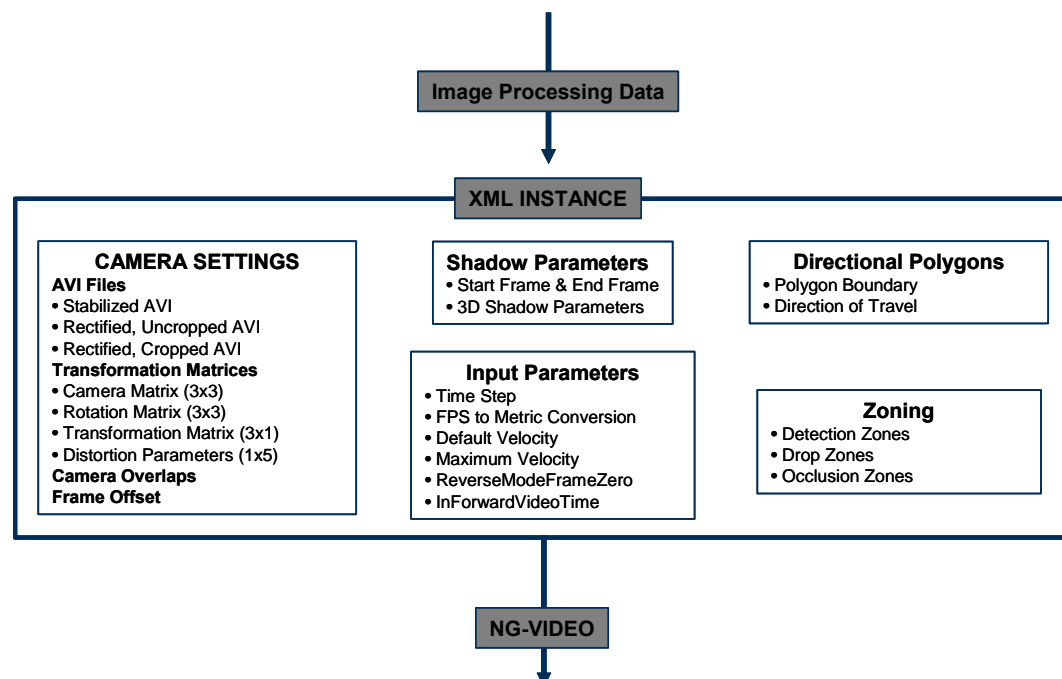 Image Processing Data
XML INSTANCE
CAMERA SETTINGS
AVI Files
• Stabilized AVI
• Rectified, Uncropped AVI
• Rectified, Cropped AVI
Transformation Matrices
• Camera Matrix (3x3)
• Rotation Matrix (3x3)
• Transformation Matrix (3x1)
• Distortion Parameters (1x5)
Camera Overlaps
Frame Offset
Shadow Parameters
• Start Frame & End Frame
• 3D Shadow Parameters
Input Parameters
• Time Step
• FPS to Metric Conversion
• Default Velocity
• Maximum Velocity
• ReverseModeFrameZero
• InForwardVideoTime
Directional Polygons
• Polygon Boundary
• Direction of Travel
Zoning
• Detection Zones
• Drop Zones
• Occlusion Zones
NG-VIDEO